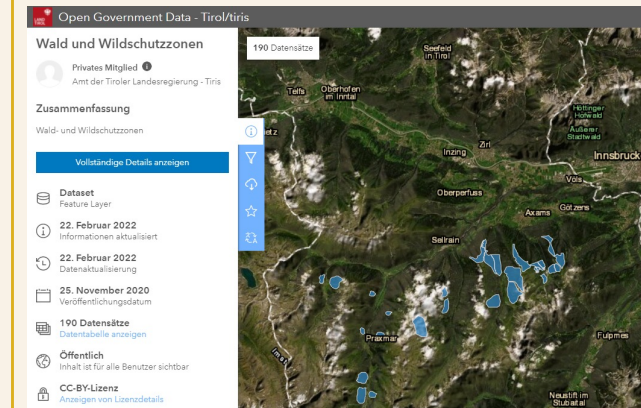 LAND TIROL
Open Government Data - Tirol/tiris
Wald und Wildschutzzonen
Privates Mitglied
Amt der Tiroler Landesregierung - Tiris
Zusammenfassung
Wald- und Wildschutzzonen
Vollständige Details anzeigen
Dataset
Feature Layer
22. Februar 2022
Informationen aktualisiert
22. Februar 2022
Datenaktualisierung
25. November 2020
Veröffentlichungsdatum
190 Datensätze
Datentabelle anzeigen
Öffentlich
Inhalt ist für alle Benutzer sichtbar
CC-BY-Lizenz
Anzeigen von Lizenzdetails
190 Datensätze
Seefeld
in Tirol
Telfs
Oberhofen
im Inntal
etz
Höttinger
Hofwald
Äußerer
Stadtwald
Zirl
Inzing
Innsbruck
Völs
Oberperfuss
Götzens
Axams
Sellrain
Praxmar
Fulpmes
Imst
Neustift im
Stubaital